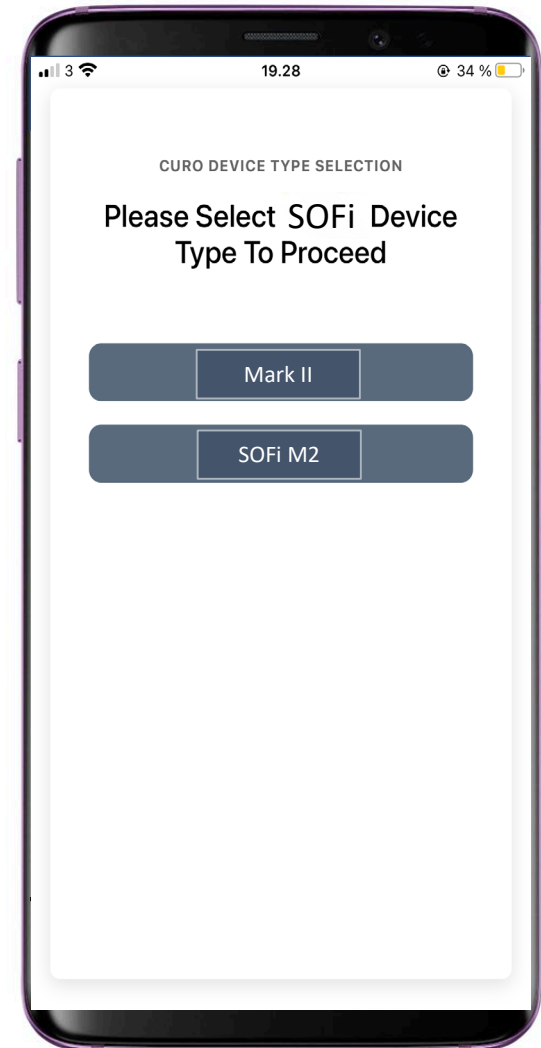 3 19.28 34 %
CURO DEVICE TYPE SELECTION
Please Select SOFi Device
Type To Proceed
Mark II
SOFi M2